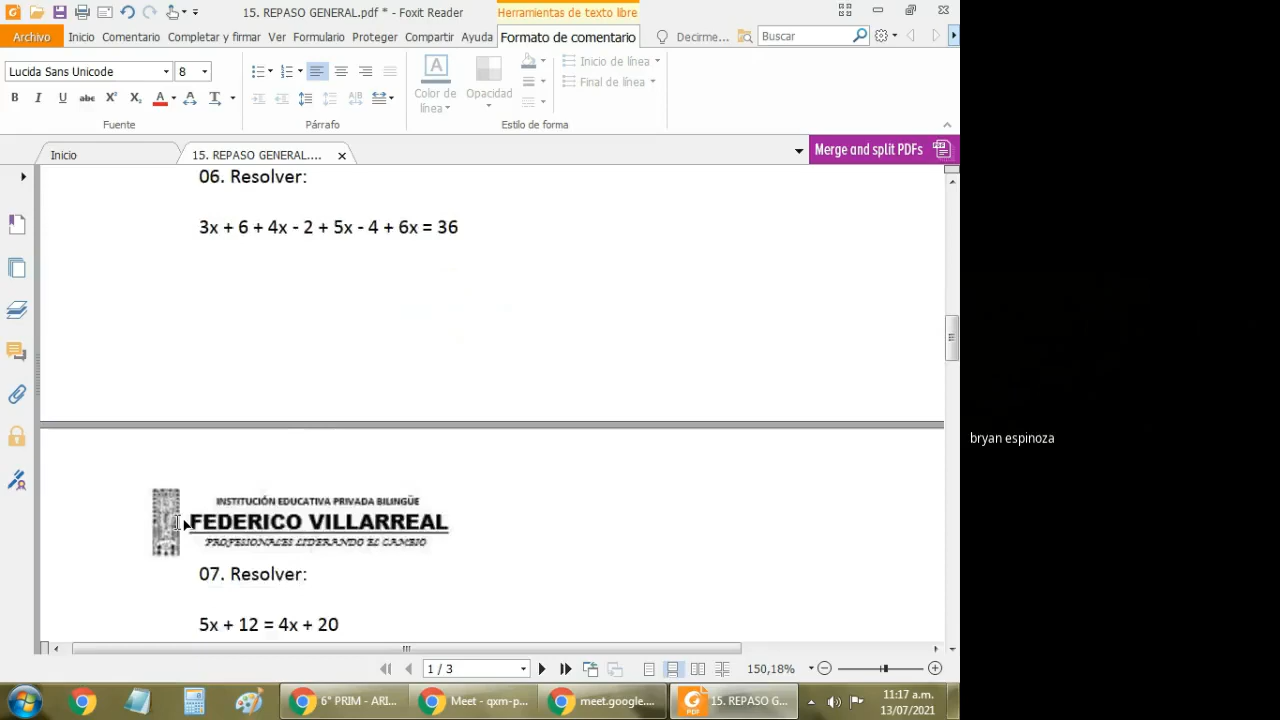 15. REPASO GENERAL.pdf * - Foxit Reader
Herramientas de texto libre
Archivo Inicio Comentario Completar y firmar Ver Formulario Proteger Compartir Ayuda Formato de comentario Decirme... Buscar
Lucida Sans Unicode 8
Color de línea
Opacidad
Inicio de línea
Final de línea
Fuente Párrafo Estilo de forma
Inicio
15. REPASO GENERAL....
Merge and split PDFs
06. Resolver:
3x + 6 + 4x - 2 + 5x - 4 + 6x = 36
bryan espinoza
INSTITUCIÓN EDUCATIVA PRIVADA BILINGÜE
FEDERICO VILLARREAL
PROFESIONALES LIDERANDO EL CAMBIO
07. Resolver:
5x + 12 = 4x + 20
1 / 3
150,18%
6° PRIM - ARI...
Meet - qxm-p...
meet.google....
15. REPASO G...
11:17 a.m.
13/07/2021